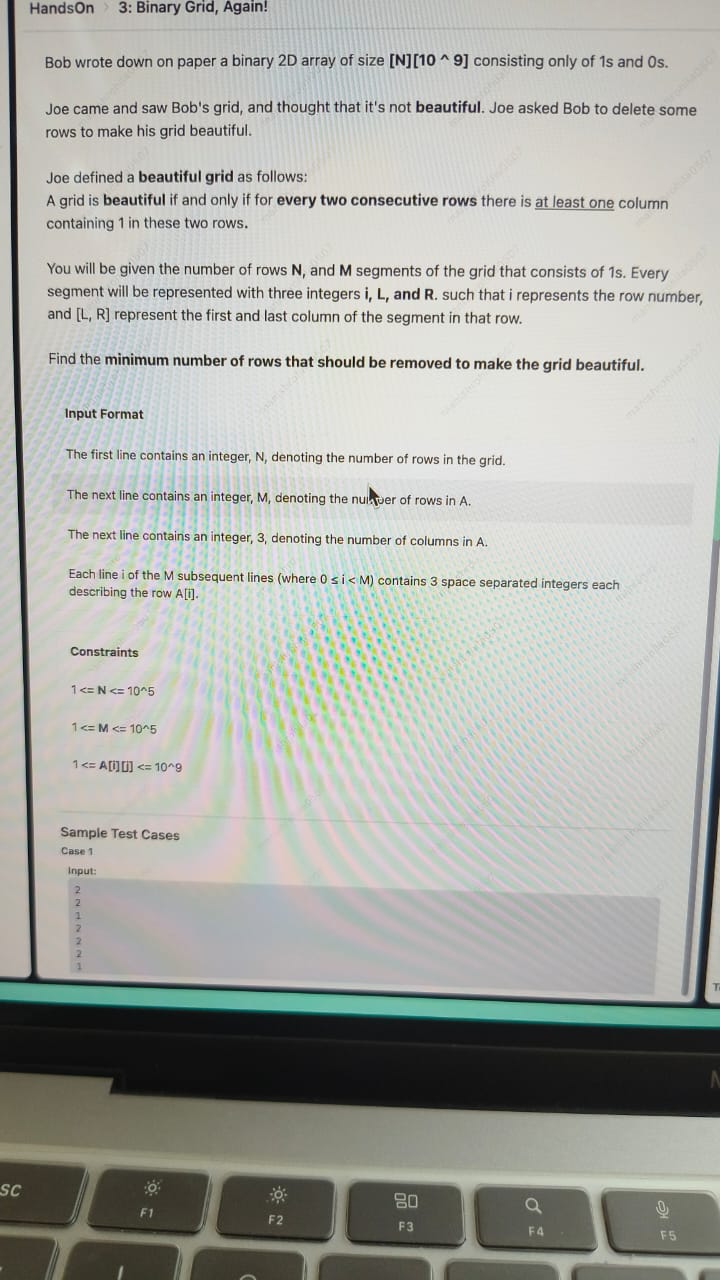 HandsOn > 3: Binary Grid, Again!
Bob wrote down on paper a binary 2D array of size [N][10 ^ 9] consisting only of 1s and 0s.
Joe came and saw Bob's grid, and thought that it's not beautiful. Joe asked Bob to delete some
rows to make his grid beautiful.
Joe defined a beautiful grid as follows:
A grid is beautiful if and only if for every two consecutive rows there is at least one column
containing 1 in these two rows.
You will be given the number of rows N, and M segments of the grid that consists of 1s. Every
segment will be represented with three integers i, L, and R. such that i represents the row number,
and [L, R] represent the first and last column of the segment in that row.
Find the minimum number of rows that should be removed to make the grid beautiful.
Input Format
The first line contains an integer, N, denoting the number of rows in the grid.
The next line contains an integer, M, denoting the number of rows in A.
The next line contains an integer, 3, denoting the number of columns in A.
Each line i of the M subsequent lines (where 0 ≤ i < M) contains 3 space separated integers each
describing the row A[i].
Constraints
1 <= N <= 10^5
1 <= M <= 10^5
1 <= A[i][j] <= 10^9
Sample Test Cases
Case 1
Input:
2
2
1
2
2
2
1
SC
F1
F2
F3
F4
F5